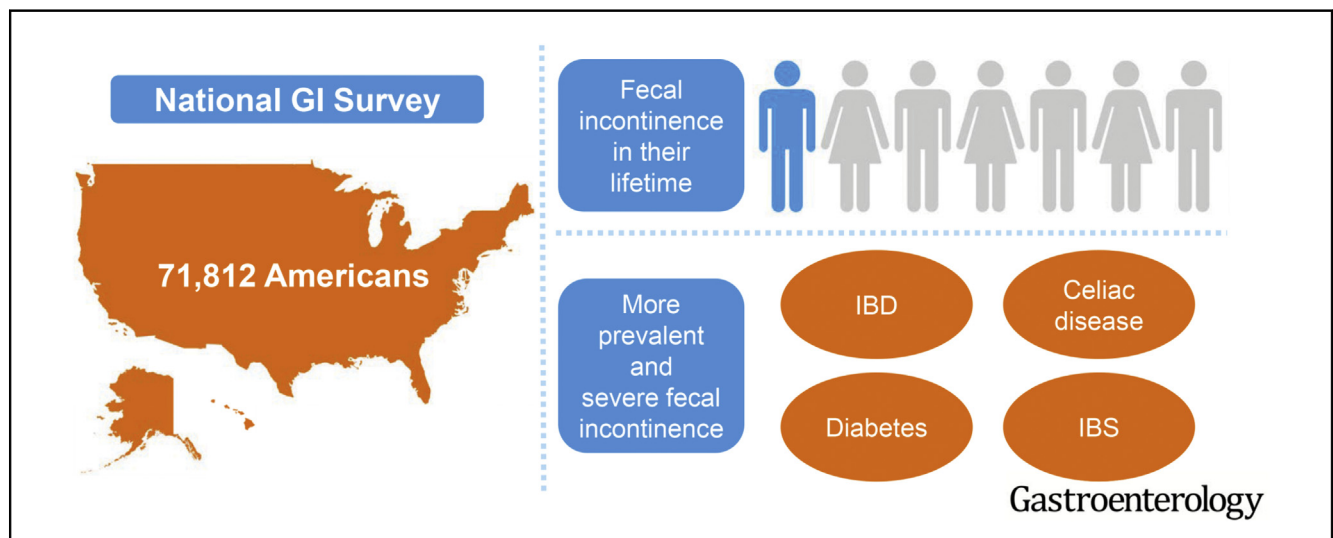 National GI Survey
71,812 Americans
Fecal
incontinence
in their
lifetime
More
prevalent
and
severe fecal
incontinence
IBD
Celiac
disease
Diabetes
IBS
Gastroenterology